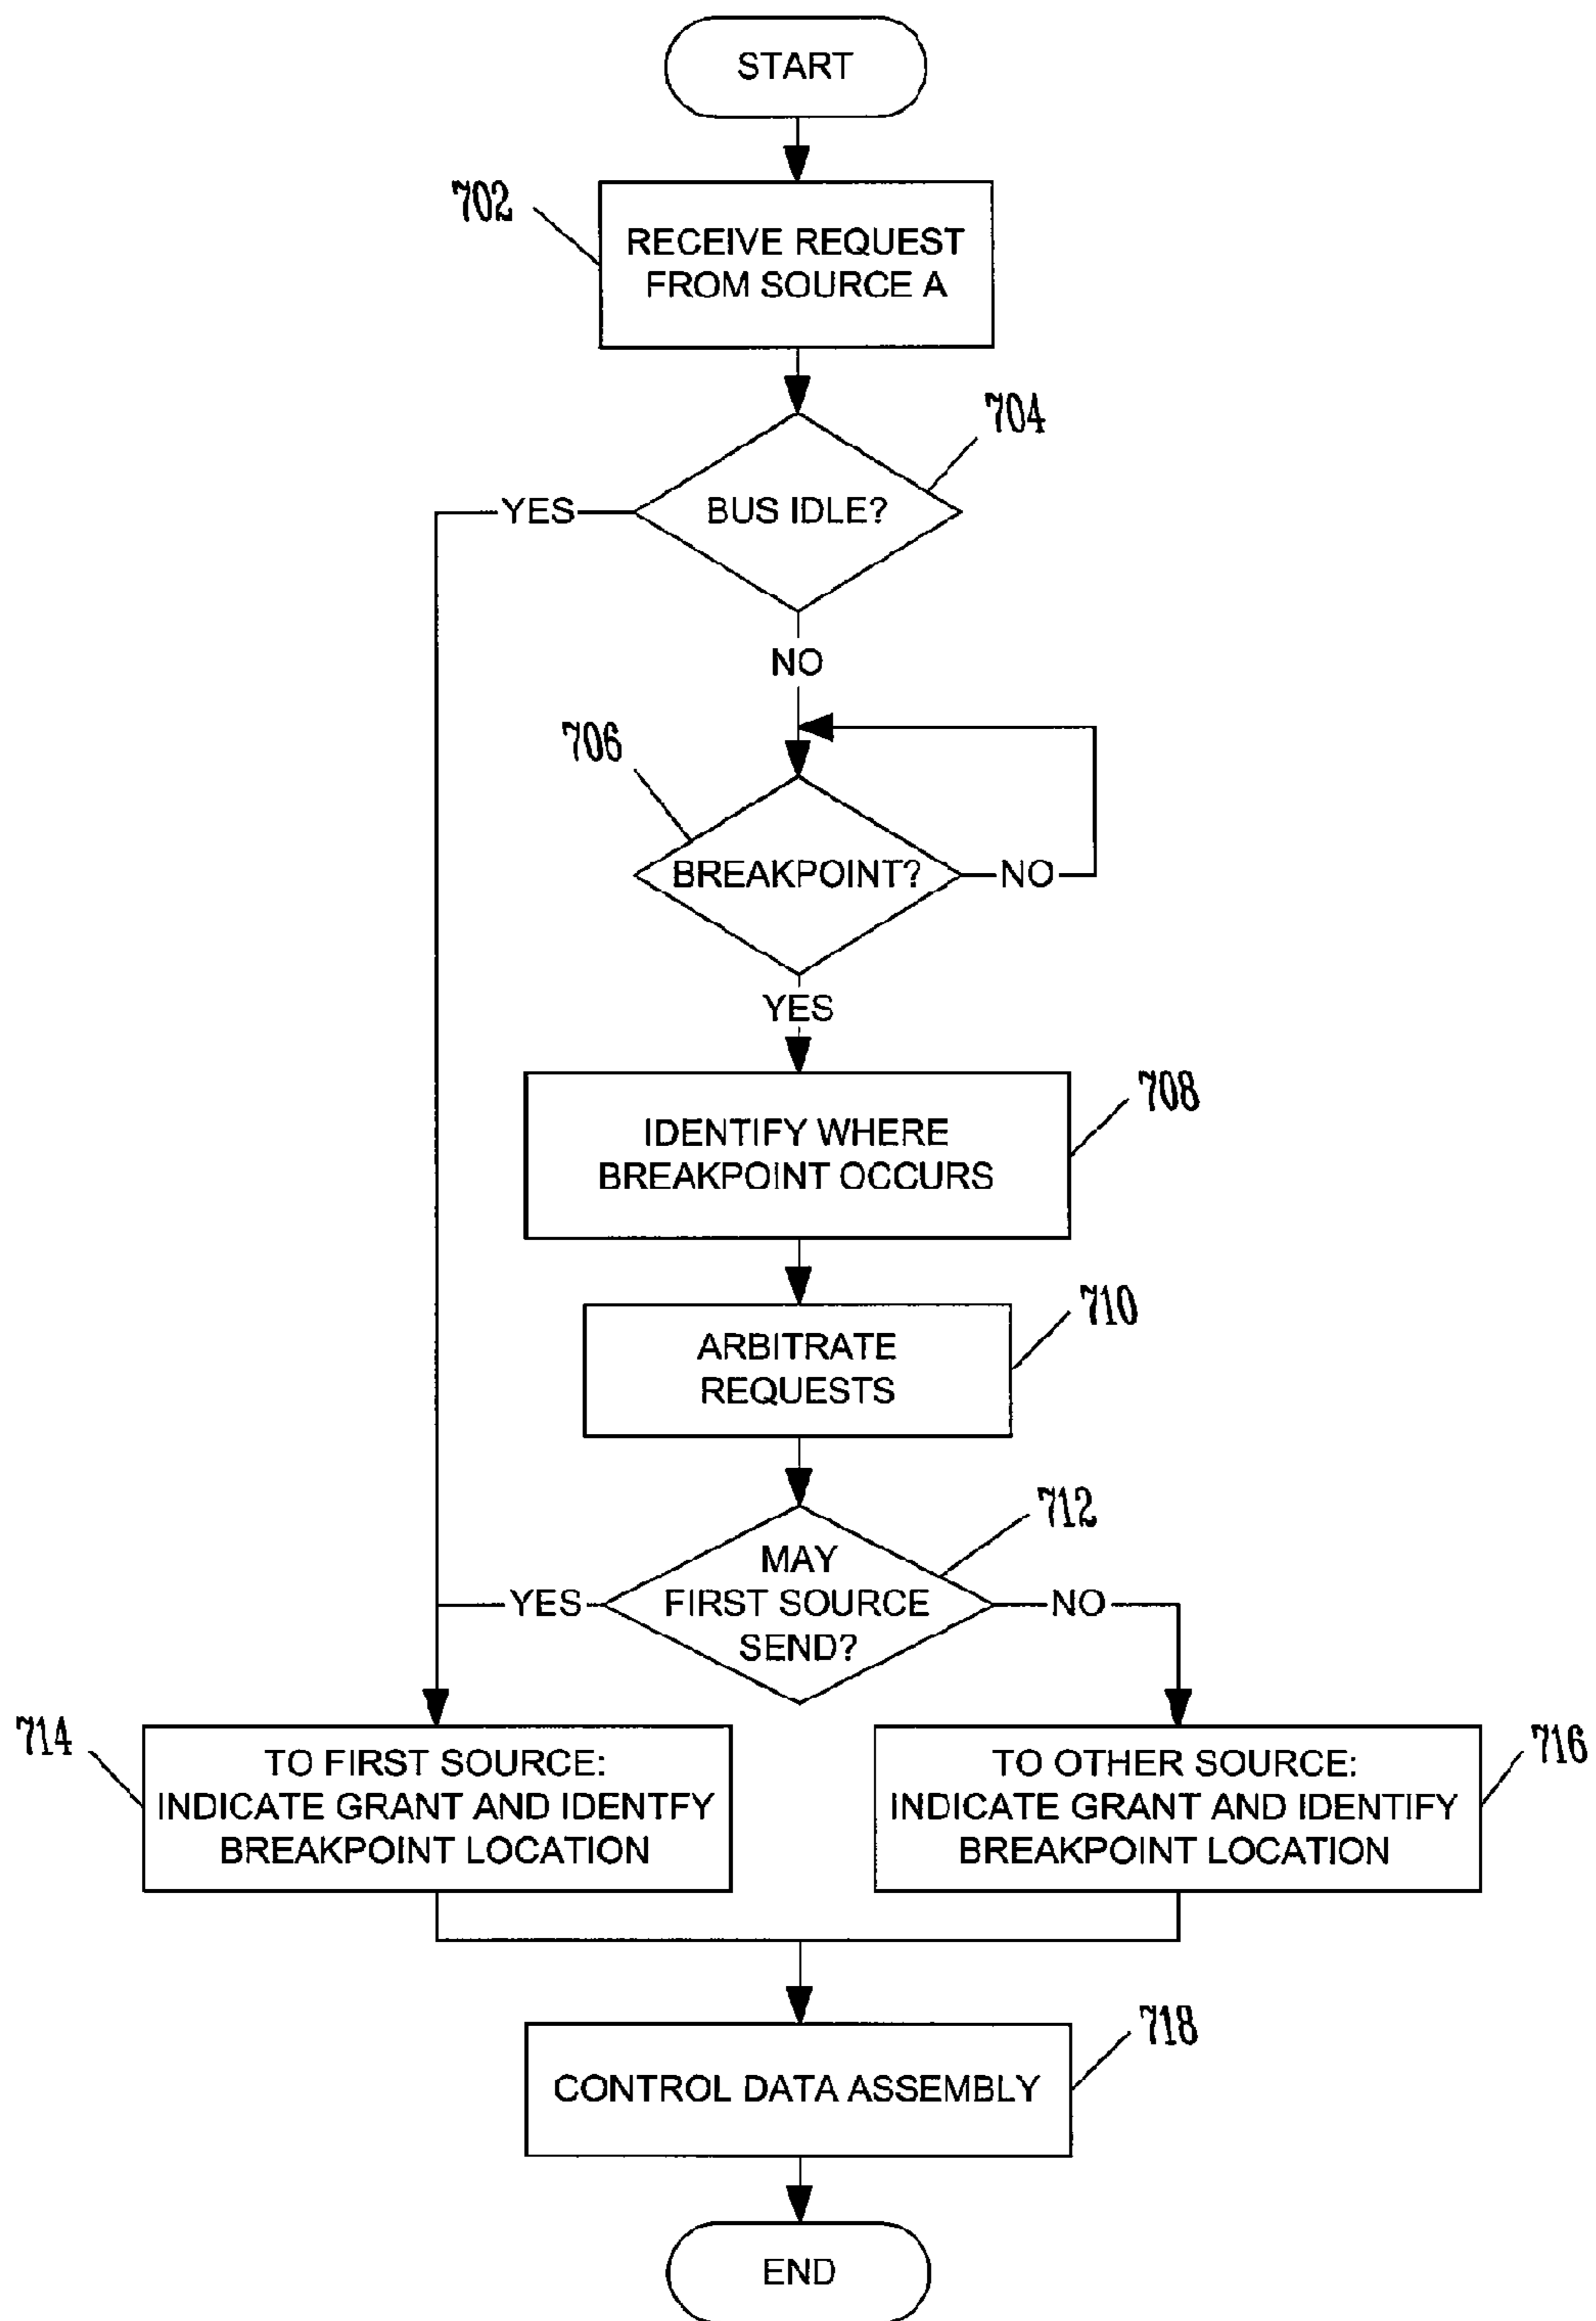 START
702
RECEIVE REQUEST
FROM SOURCE A
704
YES
BUS IDLE?
NO
706
BREAKPOINT?
NO
YES
708
IDENTIFY WHERE
BREAKPOINT OCCURS
710
ARBITRATE
REQUESTS
712
MAY
FIRST SOURCE
SEND?
YES
NO
714
TO FIRST SOURCE:
INDICATE GRANT AND IDENTFY
BREAKPOINT LOCATION
716
TO OTHER SOURCE:
INDICATE GRANT AND IDENTIFY
BREAKPOINT LOCATION
718
CONTROL DATA ASSEMBLY
END